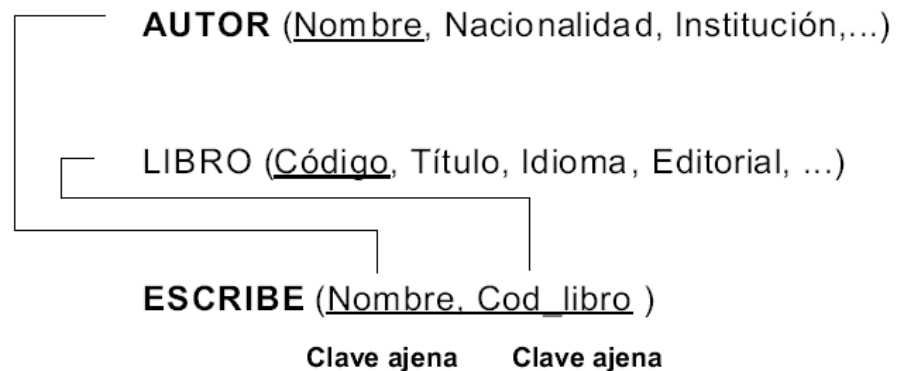 AUTOR (Nombre, Nacionalidad, Institución,...)
LIBRO (Código, Título, Idioma, Editorial, ...)
ESCRIBE (Nombre, Cod_libro )
Clave ajena Clave ajena